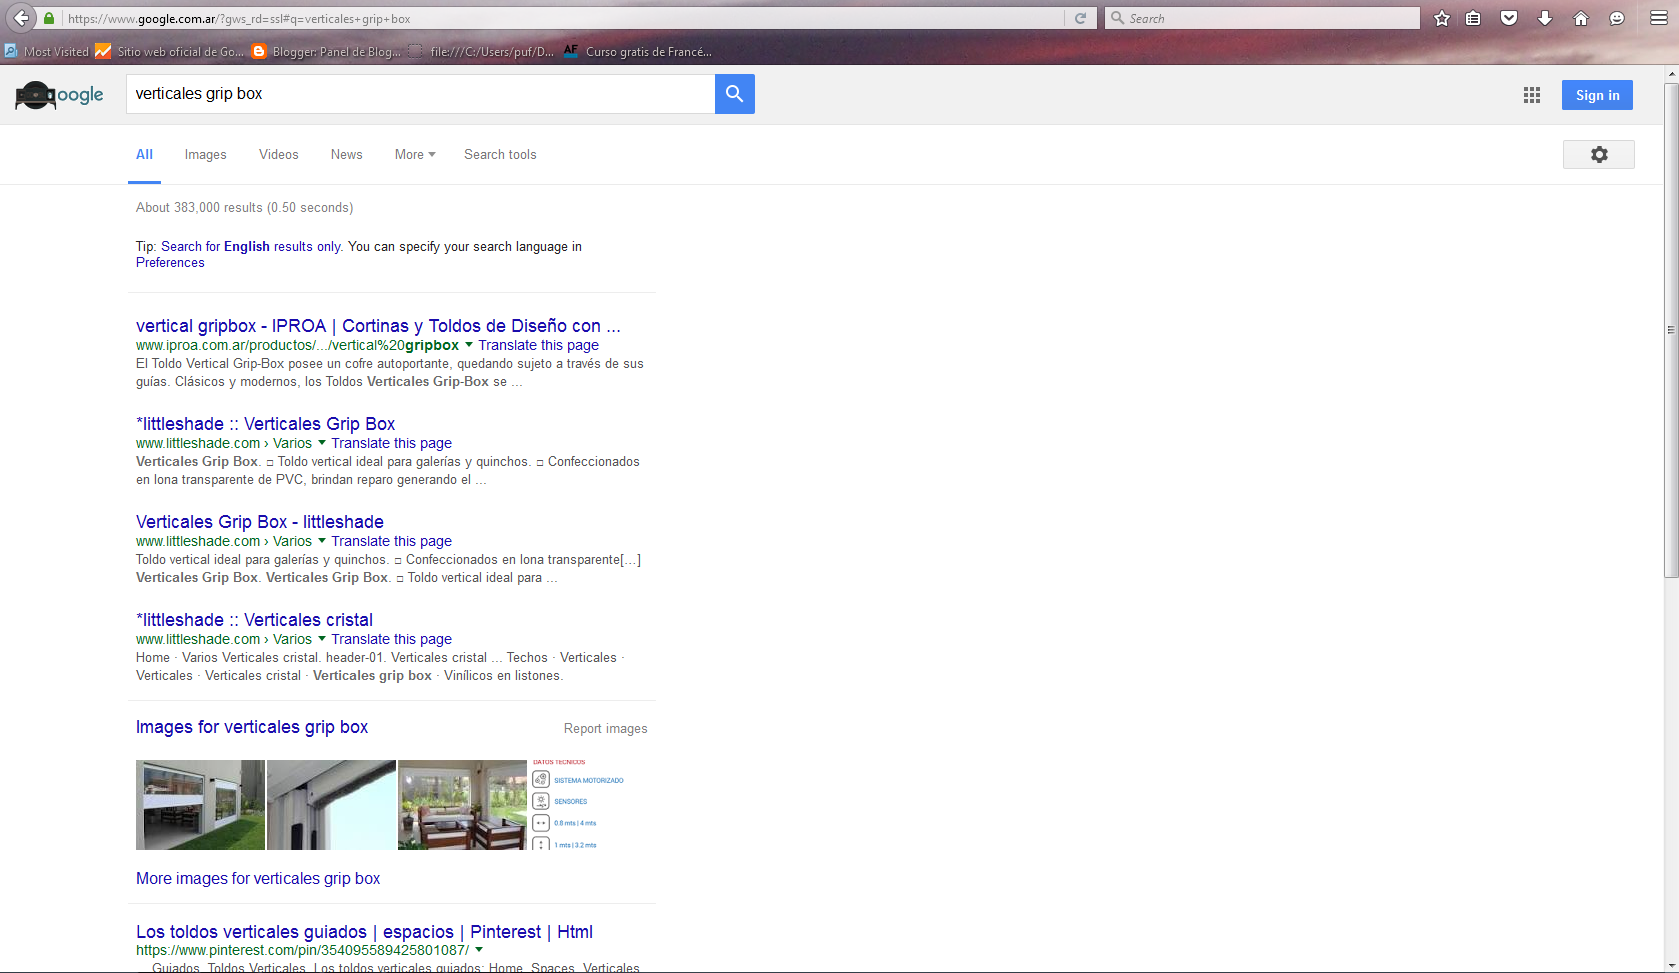 https://www.google.com.ar/?gws_rd=ssl#q=verticales+grip+box
Search
Most Visited
Sitio web oficial de Go...
Blogger: Panel de Blog...
file:///C:/Users/puf/D...
AF
Curso gratis de Francé...
oogle
verticales grip box
Sign in
All
Images
Videos
News
More
Search tools
About 383,000 results (0.50 seconds)
Tip: Search for English results only. You can specify your search language in
Preferences
vertical gripbox - IPROA | Cortinas y Toldos de Diseño con ...
www.iproa.com.ar/productos/.../vertical%20gripbox Translate this page
El Toldo Vertical Grip-Box posee un cofre autoportante, quedando sujeto a través de sus
guías. Clásicos y modernos, los Toldos Verticales Grip-Box se ...
*littleshade :: Verticales Grip Box
www.littleshade.com › Varios Translate this page
Verticales Grip Box. □ Toldo vertical ideal para galerías y quinchos. □ Confeccionados
en lona transparente de PVC, brindan reparo generando el ...
Verticales Grip Box - littleshade
www.littleshade.com › Varios Translate this page
Toldo vertical ideal para galerías y quinchos. □ Confeccionados en lona transparente[...]
Verticales Grip Box. Verticales Grip Box. □ Toldo vertical ideal para ...
*littleshade :: Verticales cristal
www.littleshade.com › Varios Translate this page
Home · Varios Verticales cristal. header-01. Verticales cristal ... Techos · Verticales ·
Verticales · Verticales cristal · Verticales grip box · Vinílicos en listones.
Images for verticales grip box
Report images
DATOS TECNICOS
SISTEMA MOTORIZADO
SENSORES
0.8 mts | 4 mts
1 mts | 3.2 mts
More images for verticales grip box
Los toldos verticales guiados | espacios | Pinterest | Html
https://www.pinterest.com/pin/354095589425801087/
... Guiados. Toldos Verticales. Los toldos verticales guiados: Home, Spaces, Verticales